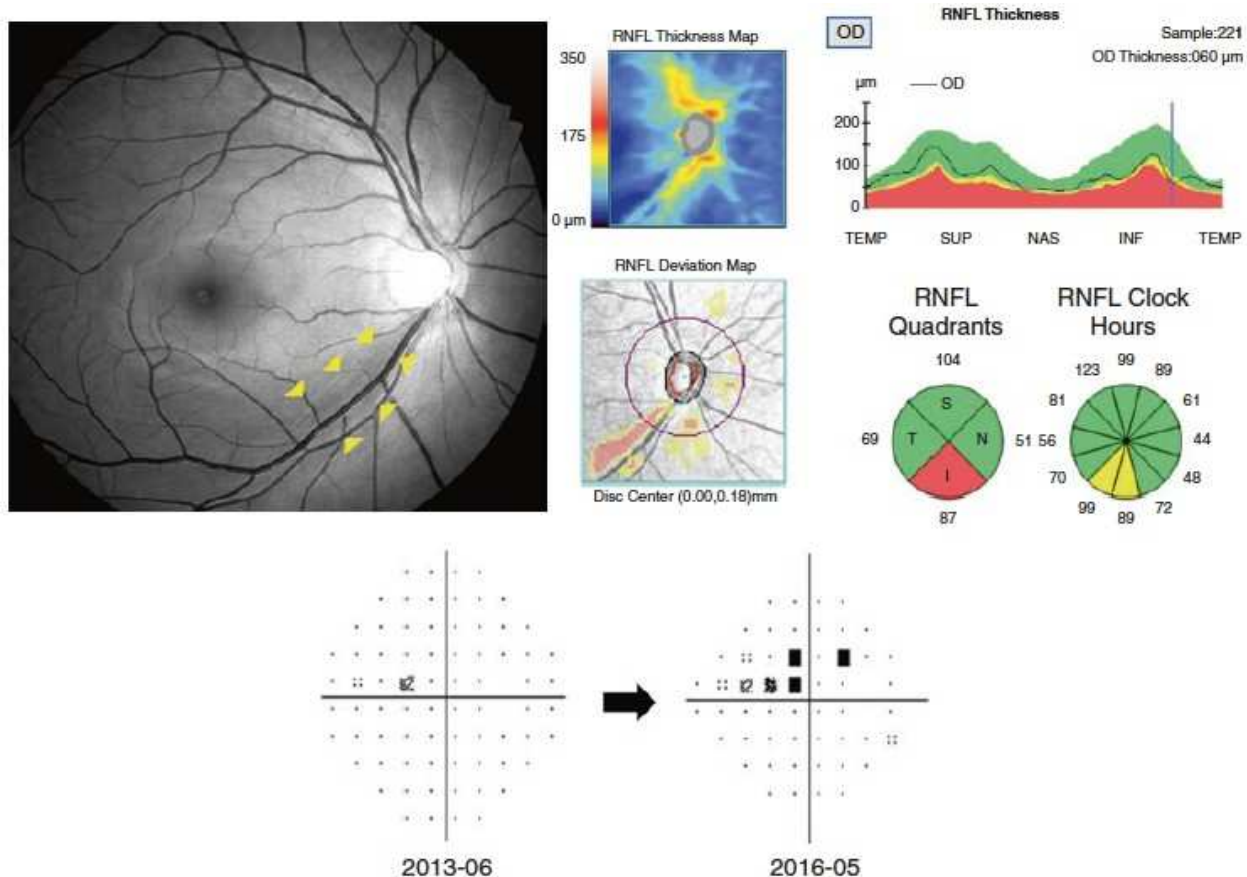 RNFL Thickness Map
350
175
0 µm
RNFL Deviation Map
Disc Center (0.00,0.18)mm
OD
RNFL Thickness
Sample:221
OD Thickness:060 µm
µm
OD
200
100
0
TEMP
SUP
NAS
INF
TEMP
RNFL
Quadrants
104
S
69
T
N
51
I
87
RNFL Clock
Hours
99
123
89
81
61
56
44
70
48
99
72
89
2013-06
2016-05